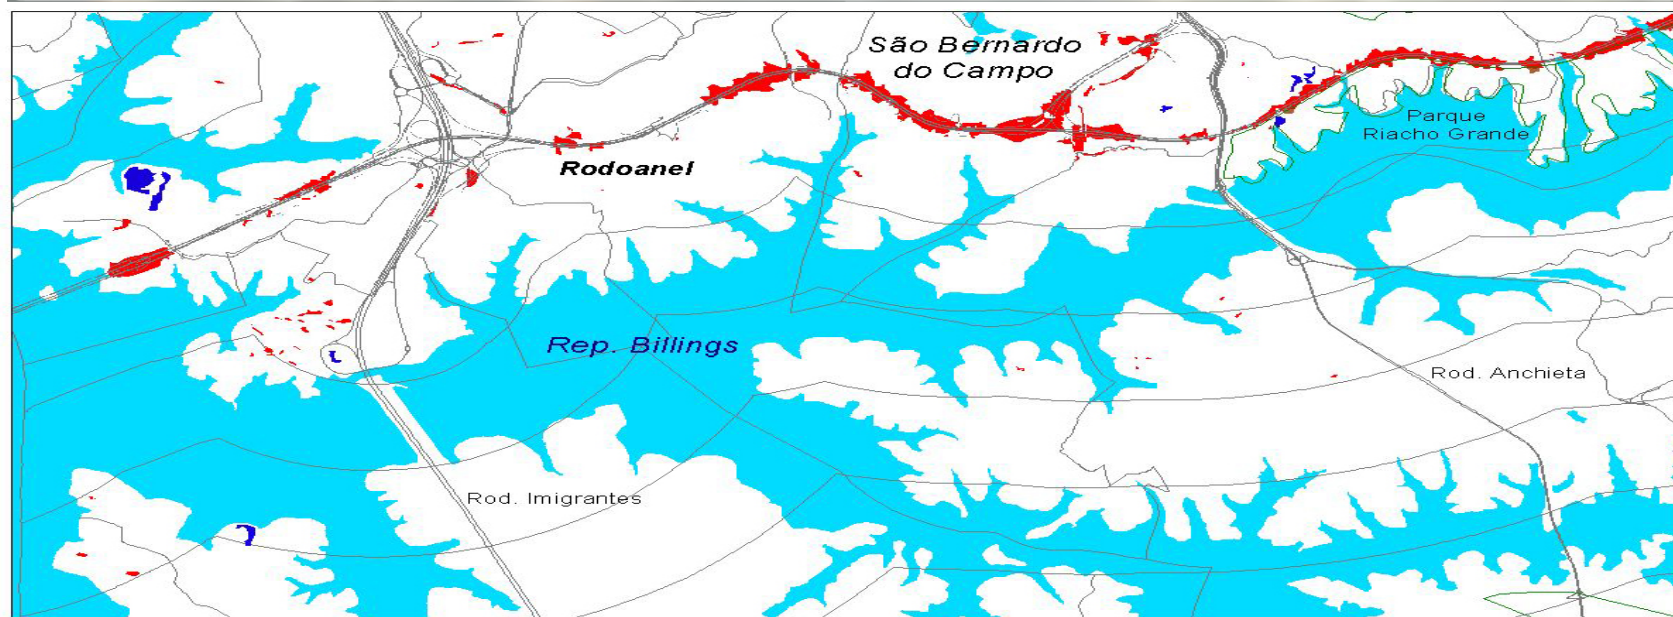 São Bernardo
do Campo
Parque
Riacho Grande
Rodoanel
Rep. Billings
Rod. Anchieta
Rod. Imigrantes